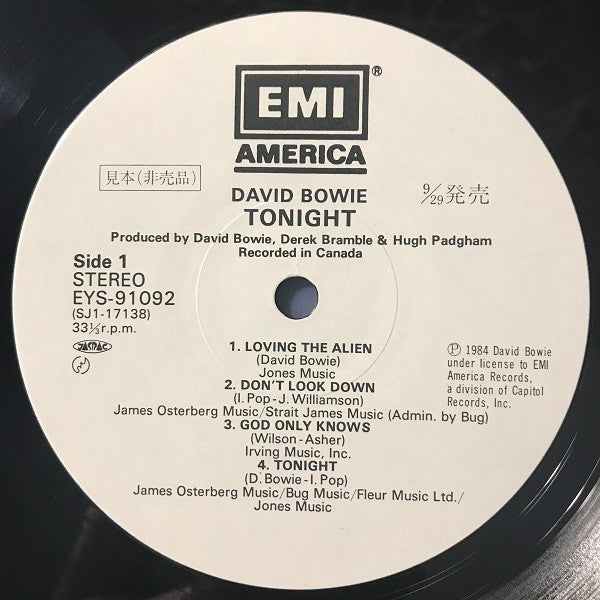 EMI
®
AMERICA
見本(非売品)
9/29発売
DAVID BOWIE
TONIGHT
Produced by David Bowie, Derek Bramble & Hugh Padgham
Recorded in Canada
Side 1
STEREO
EYS-91092
(SJ1-17138)
33⅓r.p.m.
JASRAC
1. LOVING THE ALIEN
(David Bowie)
Jones Music
2. DON'T LOOK DOWN
(I. Pop-J. Williamson)
James Osterberg Music/Strait James Music (Admin. by Bug)
3. GOD ONLY KNOWS
(Wilson-Asher)
Irving Music, Inc.
4. TONIGHT
(D. Bowie-I. Pop)
James Osterberg Music/Bug Music/Fleur Music Ltd./
Jones Music
℗ 1984 David Bowie
under license to EMI
America Records,
a division of Capitol
Records, Inc.